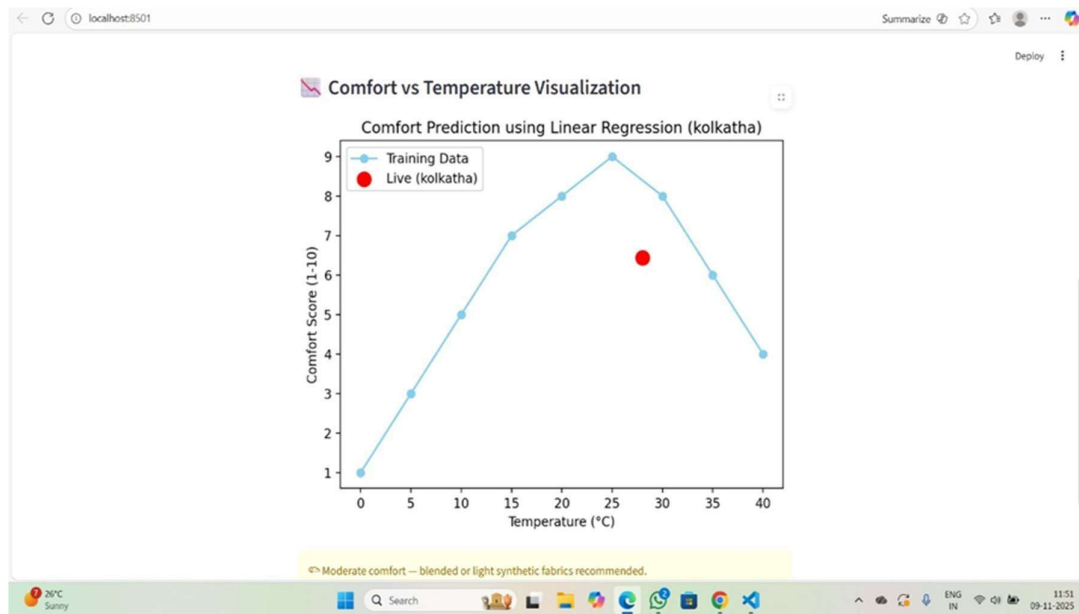 localhost:8501
Summarize
Deploy
Comfort vs Temperature Visualization
Comfort Prediction using Linear Regression (kolkatha)
Training Data
Live (kolkatha)
9
8
7
6
5
4
3
2
1
Comfort Score (1-10)
0 5 10 15 20 25 30 35 40
Temperature (°C)
Moderate comfort — blended or light synthetic fabrics recommended.
7
26°C
Sunny
Search
2
ENG
IN
11:51
09-11-2025